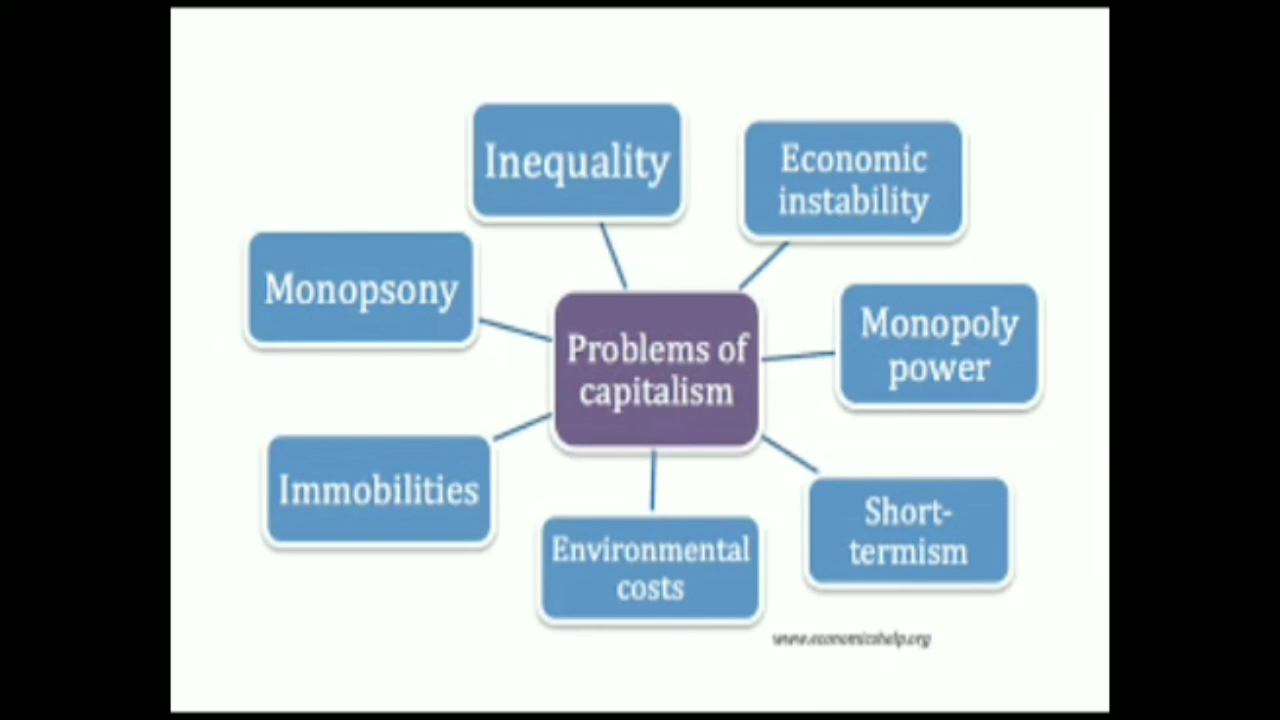 Inequality
Economic
instability
Monopsony
Monopoly
power
Problems of
capitalism
Immobilities
Short-
termism
Environmental
costs
www.economicshelp.org